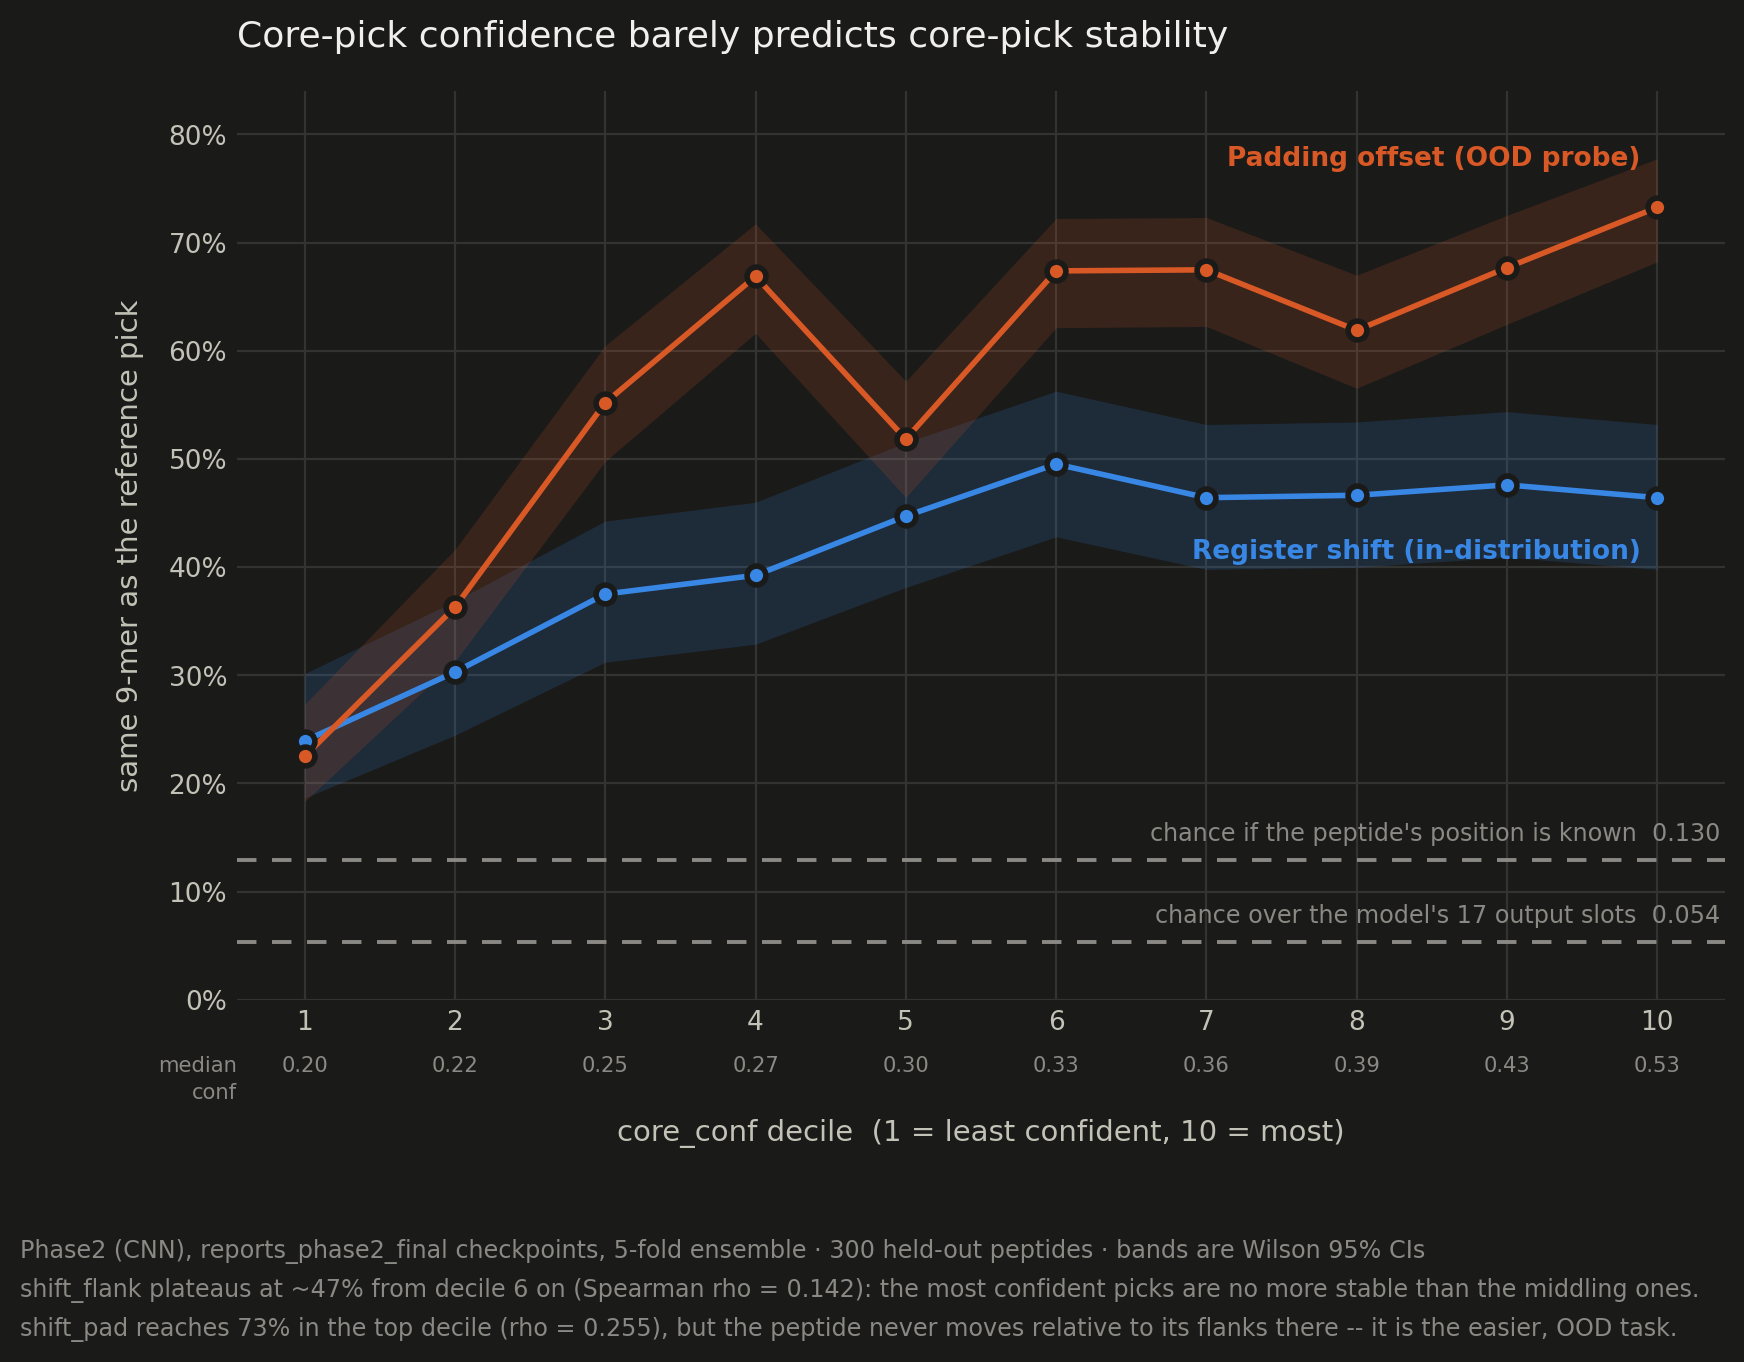 Core-pick confidence barely predicts core-pick stability
80%
70%
60%
50%
40%
30%
20%
10%
0%
same 9-mer as the reference pick
Padding offset (OOD probe)
Register shift (in-distribution)
chance if the peptide's position is known 0.130
chance over the model's 17 output slots 0.054
1 2 3 4 5 6 7 8 9 10
median conf 0.20 0.22 0.25 0.27 0.30 0.33 0.36 0.39 0.43 0.53
core_conf decile (1 = least confident, 10 = most)
Phase2 (CNN), reports_phase2_final checkpoints, 5-fold ensemble · 300 held-out peptides · bands are Wilson 95% CIs
shift_flank plateaus at ~47% from decile 6 on (Spearman rho = 0.142): the most confident picks are no more stable than the middling ones.
shift_pad reaches 73% in the top decile (rho = 0.255), but the peptide never moves relative to its flanks there -- it is the easier, OOD task.